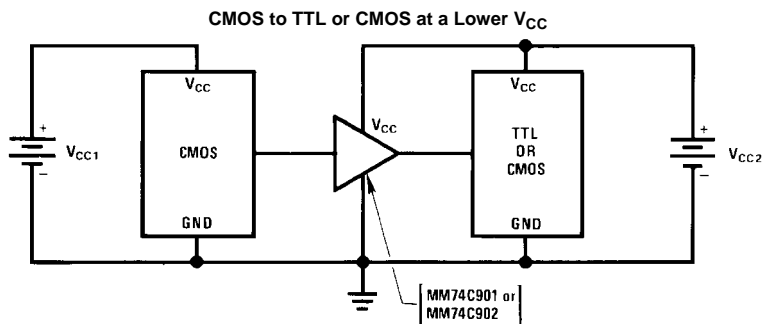 CMOS to TTL or CMOS at a Lower VCC
VCC
CMOS
GND
VCC1
+
−
VCC
VCC
TTL
OR
CMOS
GND
+
−
VCC2
MM74C901 or
MM74C902